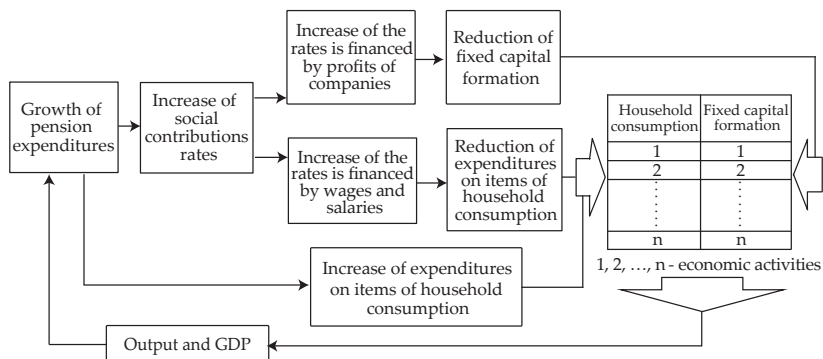 Growth of
pension
expenditures
Increase of
social
contributions
rates
Increase of the
rates is financed
by profits of
companies
Reduction of
fixed capital
formation
Increase of the
rates is financed
by wages and
salaries
Reduction of
expenditures
on items of
household
consumption
Increase of expenditures
on items of household
consumption
Output and GDP
Household consumption
Fixed capital formation
1 1
2 2
n n
1, 2, ..., n - economic activities